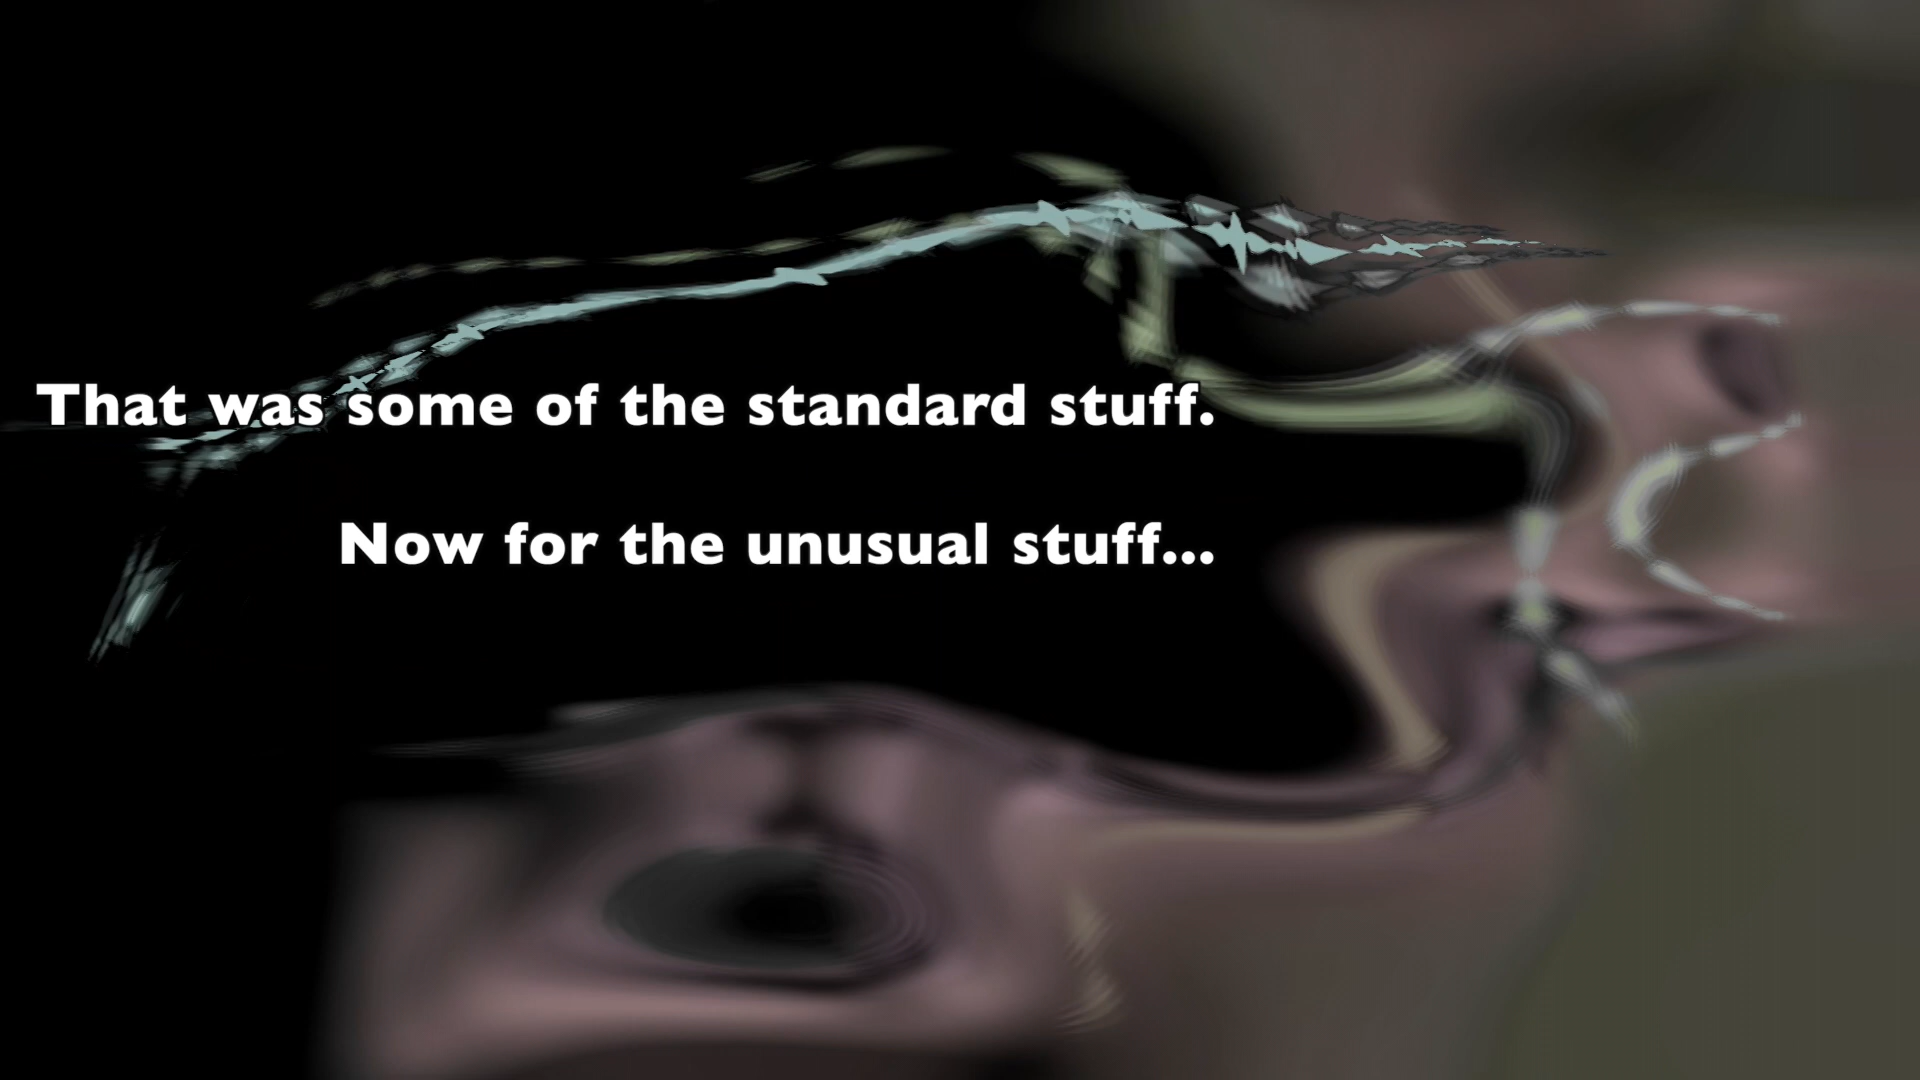 That was some of the standard stuff.
Now for the unusual stuff...